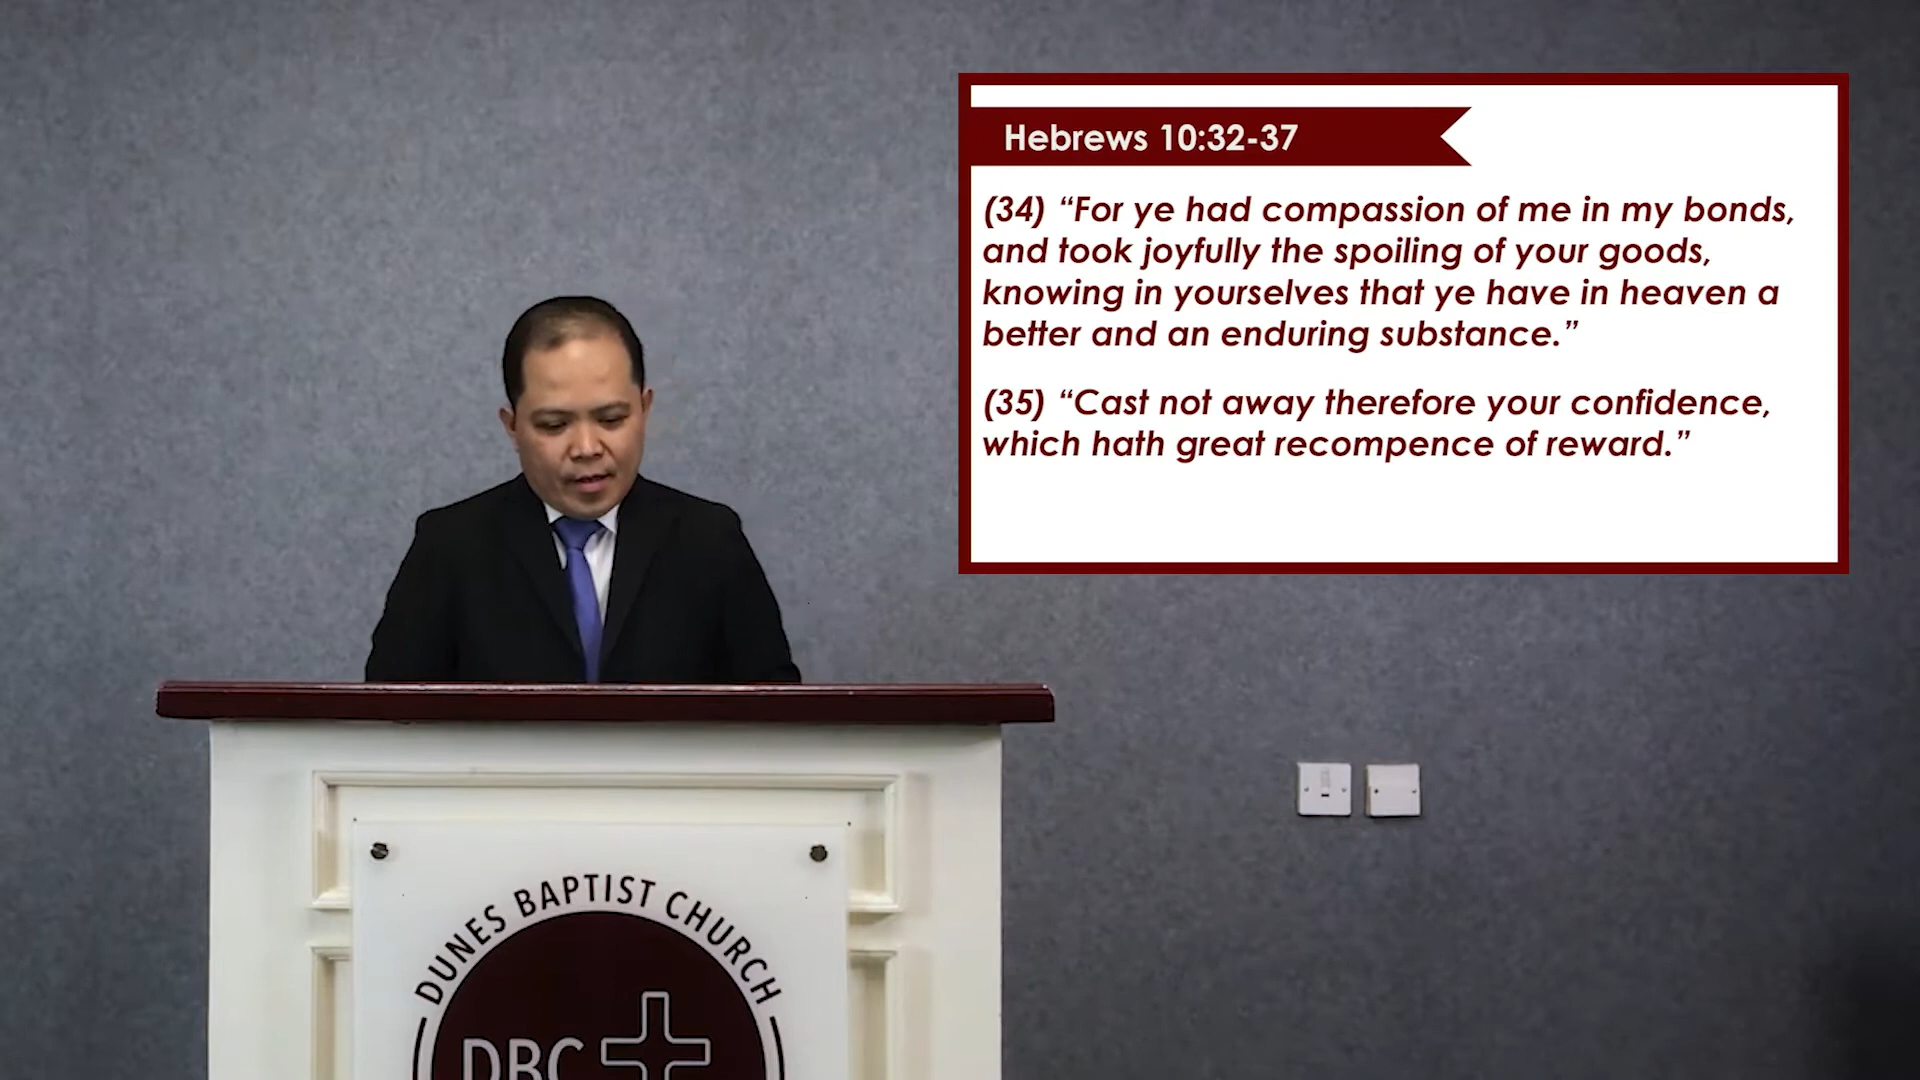 Hebrews 10:32-37
(34) “For ye had compassion of me in my bonds,
and took joyfully the spoiling of your goods,
knowing in yourselves that ye have in heaven a
better and an enduring substance.”
(35) “Cast not away therefore your confidence,
which hath great recompence of reward.”
DUNES BAPTIST CHURCH
DBC